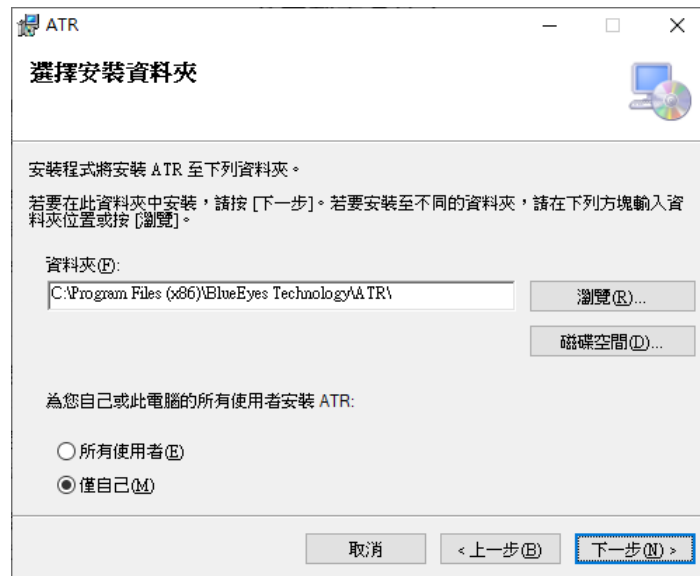 ATR
選擇安裝資料夾
安裝程式將安裝 ATR 至下列資料夾。
若要在此資料夾中安裝，請按 [下一步]。若要安裝至不同的資料夾，請在下列方塊輸入資
料夾位置或按 [瀏覽]。
資料夾(F):
C:\Program Files (x86)\BlueEyes Technology\ATR\
瀏覽(R)...
磁碟空間(D)...
為您自己或此電腦的所有使用者安裝 ATR:
所有使用者(E)
僅自己(M)
取消
<上一步(B)
下一步(N) >